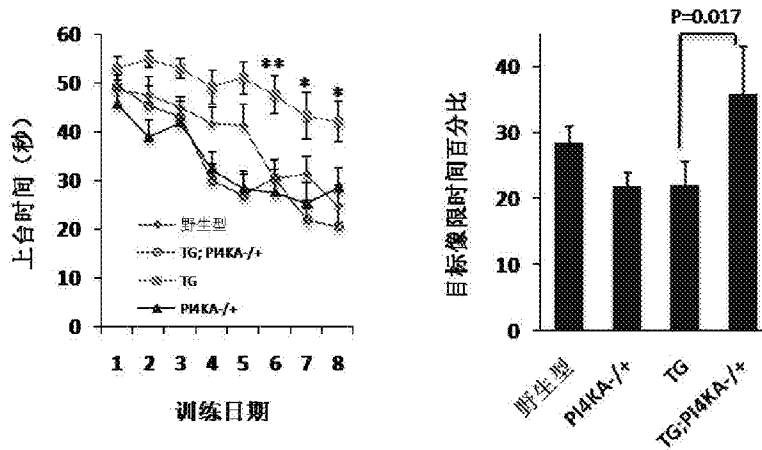 60
50
40
30
20
10
0
上台时间（秒）
** * *
野生型
TG; PI4KA-/+
TG
PI4KA-/+
1 2 3 4 5 6 7 8
训练日期
P=0.017
40
30
20
10
0
目标像限时间百分比
野生型
PI4KA-/+
TG
TG;PI4KA-/+